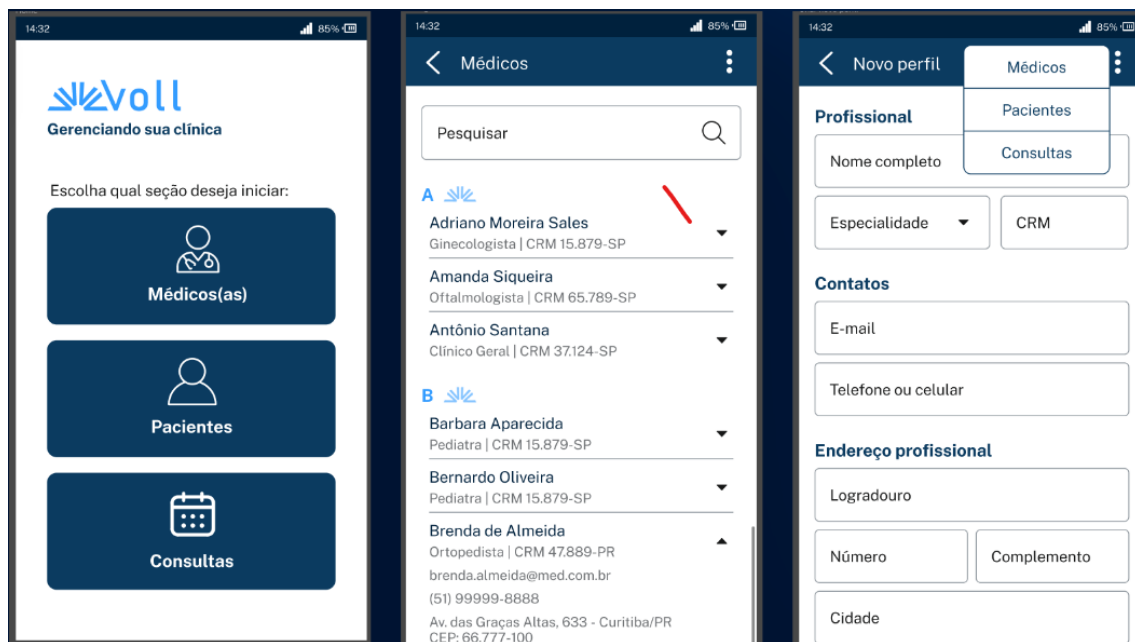 14:32
85%
Voll
Gerenciando sua clínica
Escolha qual seção deseja iniciar:
Médicos(as)
Pacientes
Consultas
14:32
85%
Médicos
Pesquisar
A
Adriano Moreira Sales
Ginecologista | CRM 15.879-SP
Amanda Siqueira
Oftalmologista | CRM 65.789-SP
Antônio Santana
Clínico Geral | CRM 37.124-SP
B
Barbara Aparecida
Pediatra | CRM 15.879-SP
Bernardo Oliveira
Pediatra | CRM 15.879-SP
Brenda de Almeida
Ortopedista | CRM 47.889-PR
brenda.almeida@med.com.br
(51) 99999-8888
Av. das Graças Altas, 633 - Curitiba/PR
CEP: 66.777-100
14:32
85%
Novo perfil
Médicos
Pacientes
Consultas
Profissional
Nome completo
Especialidade
CRM
Contatos
E-mail
Telefone ou celular
Endereço profissional
Logradouro
Número
Complemento
Cidade